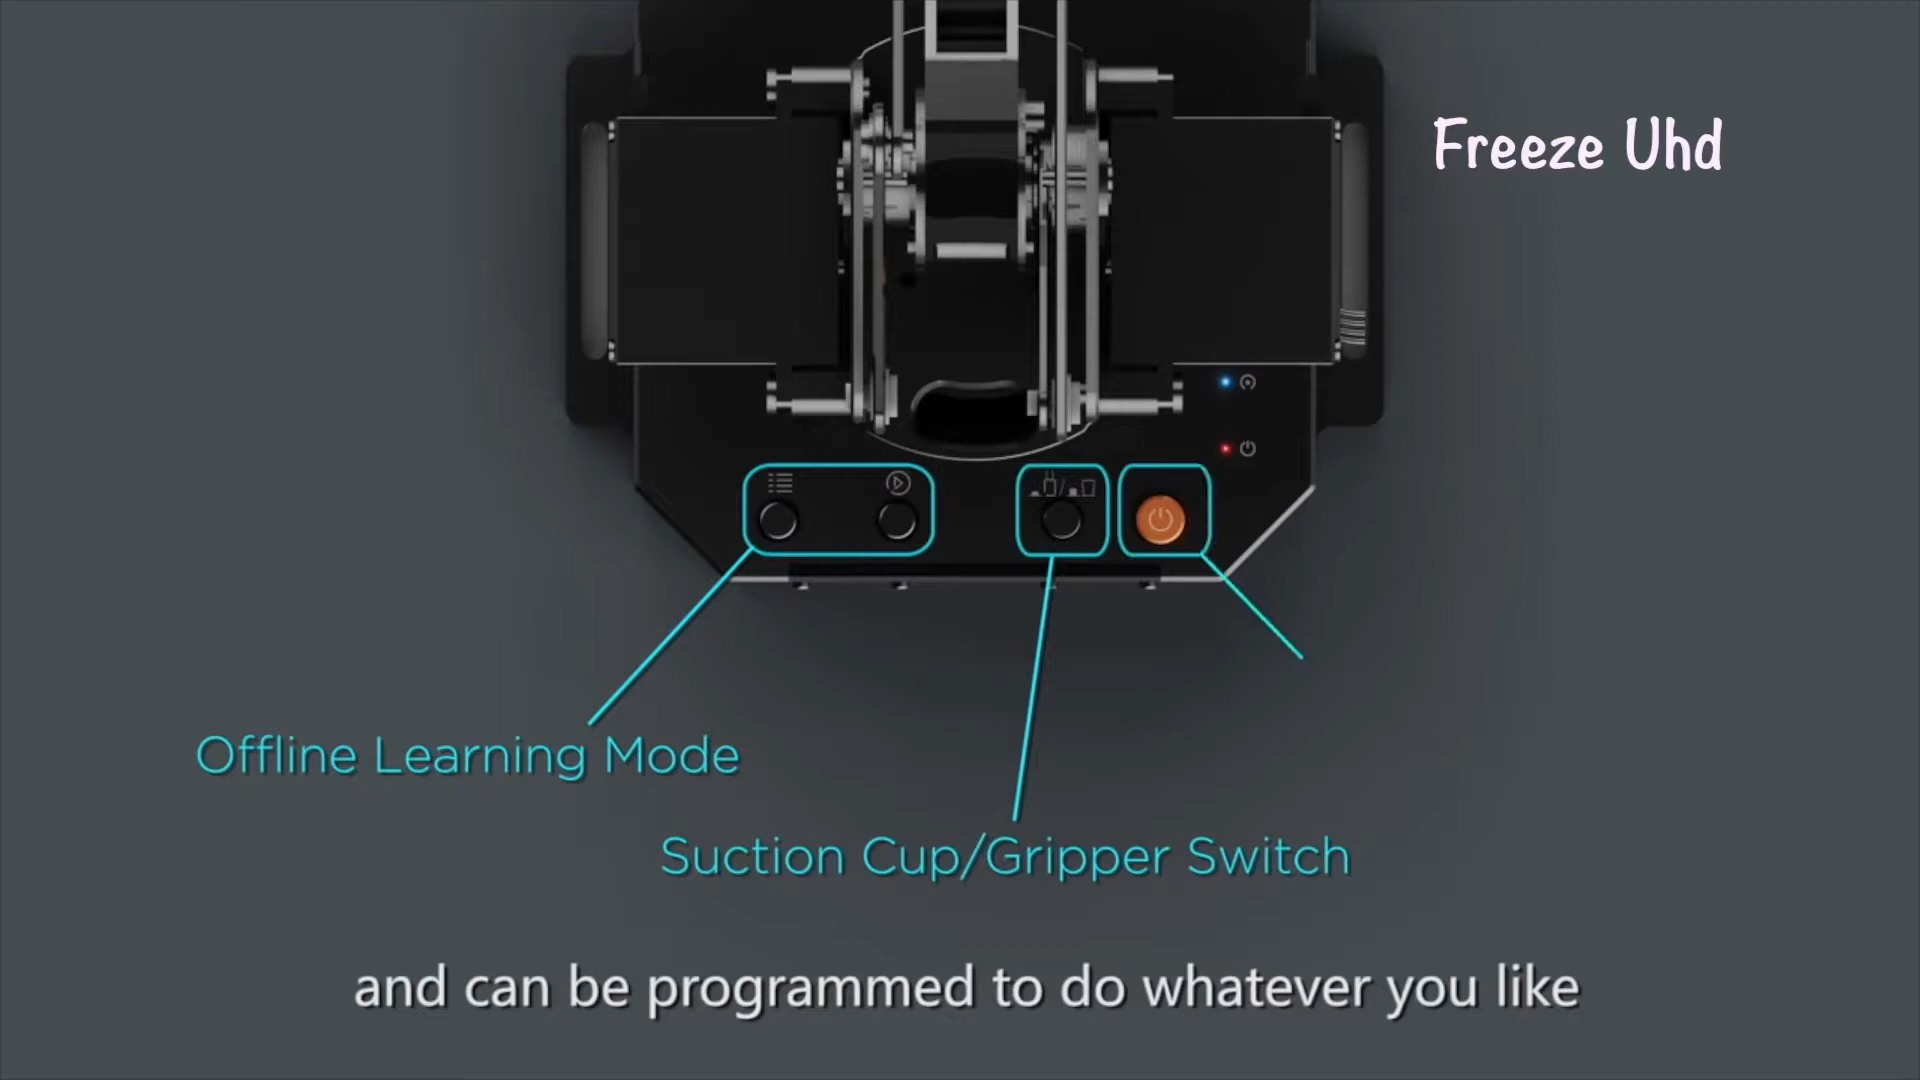 Freeze Uhd
Offline Learning Mode
Suction Cup/Gripper Switch
and can be programmed to do whatever you like